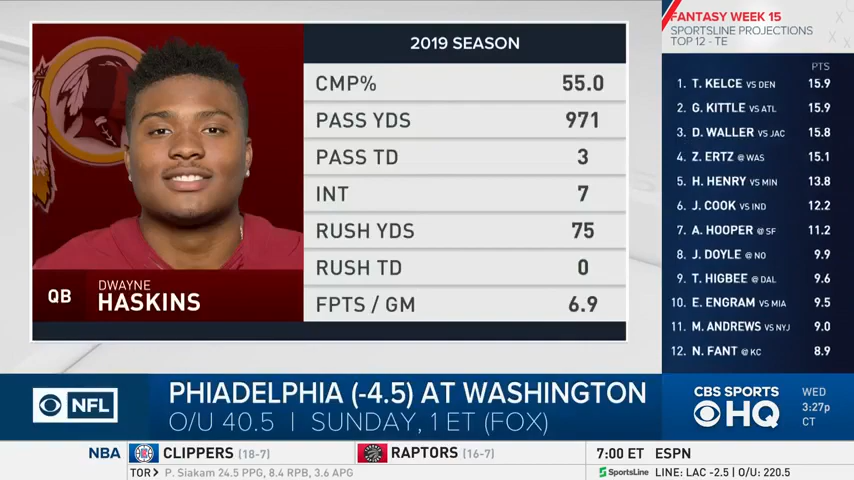 2019 SEASON
CMP% 55.0
PASS YDS 971
PASS TD 3
INT 7
RUSH YDS 75
RUSH TD 0
FPTS / GM 6.9
QB
DWAYNE
HASKINS
FANTASY WEEK 15
SPORTSLINE PROJECTIONS
TOP 12 - TE
PTS
1. T. KELCE VS DEN 15.9
2. G. KITTLE VS ATL 15.9
3. D. WALLER VS JAC 15.8
4. Z. ERTZ @ WAS 15.1
5. H. HENRY VS MIN 13.8
6. J. COOK VS IND 12.2
7. A. HOOPER @ SF 11.2
8. J. DOYLE @ NO 9.9
9. T. HIGBEE @ DAL 9.6
10. E. ENGRAM VS MIA 9.5
11. M. ANDREWS VS NYJ 9.0
12. N. FANT @ KC 8.9
NFL
PHIADELPHIA (-4.5) AT WASHINGTON
O/U 40.5 | SUNDAY, 1 ET (FOX)
CBS SPORTS
HQ
WED
3:27p
CT
NBA CLIPPERS (18-7) RAPTORS (16-7) 7:00 ET ESPN
TOR> P. Siakam 24.5 PPG, 8.4 RPB, 3.6 APG SportsLine LINE: LAC -2.5 | O/U: 220.5